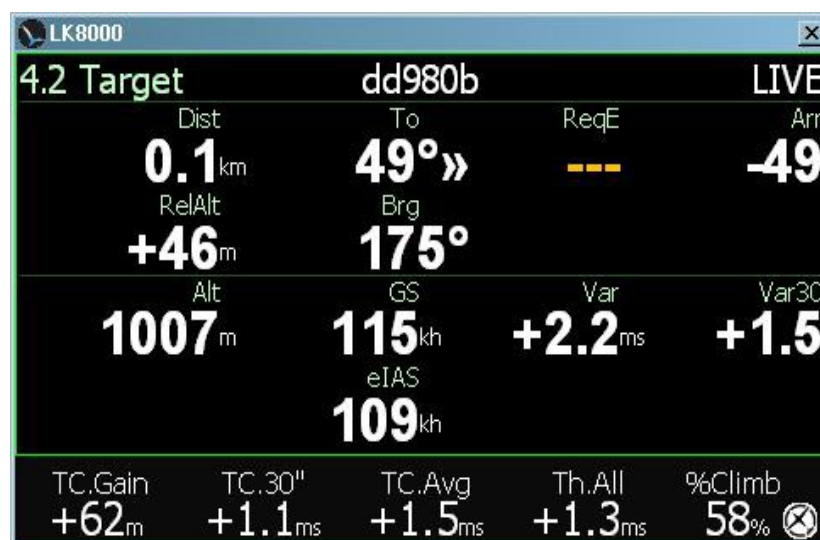 LK8000
4.2 Target dd980b LIVE
Dist To ReqE Arr
0.1km 49°» --- -49
RelAlt Brg
+46m 175°
Alt GS Var Var30
1007m 115kh +2.2ms +1.5
eIAS
109kh
TC.Gain TC.30" TC.Avg Th.All %Climb
+62m +1.1ms +1.5ms +1.3ms 58%